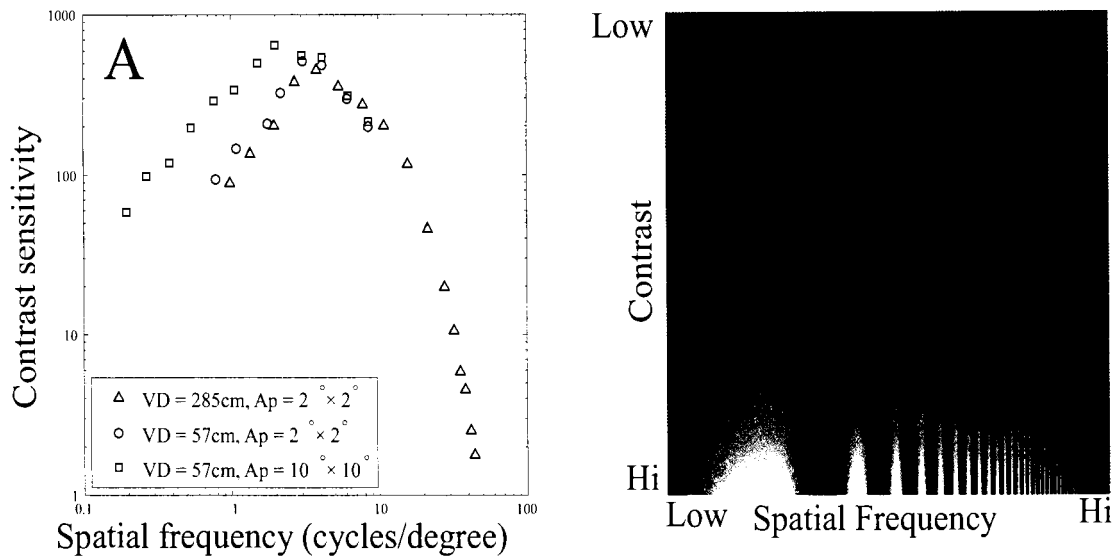 A
1000
100
10
1
0.1
1
10
100
Contrast sensitivity
Spatial frequency (cycles/degree)
VD = 285cm, Ap = 2° × 2°
VD = 57cm, Ap = 2° × 2°
VD = 57cm, Ap = 10° × 10°
Low
Contrast
Hi
Low
Spatial Frequency
Hi